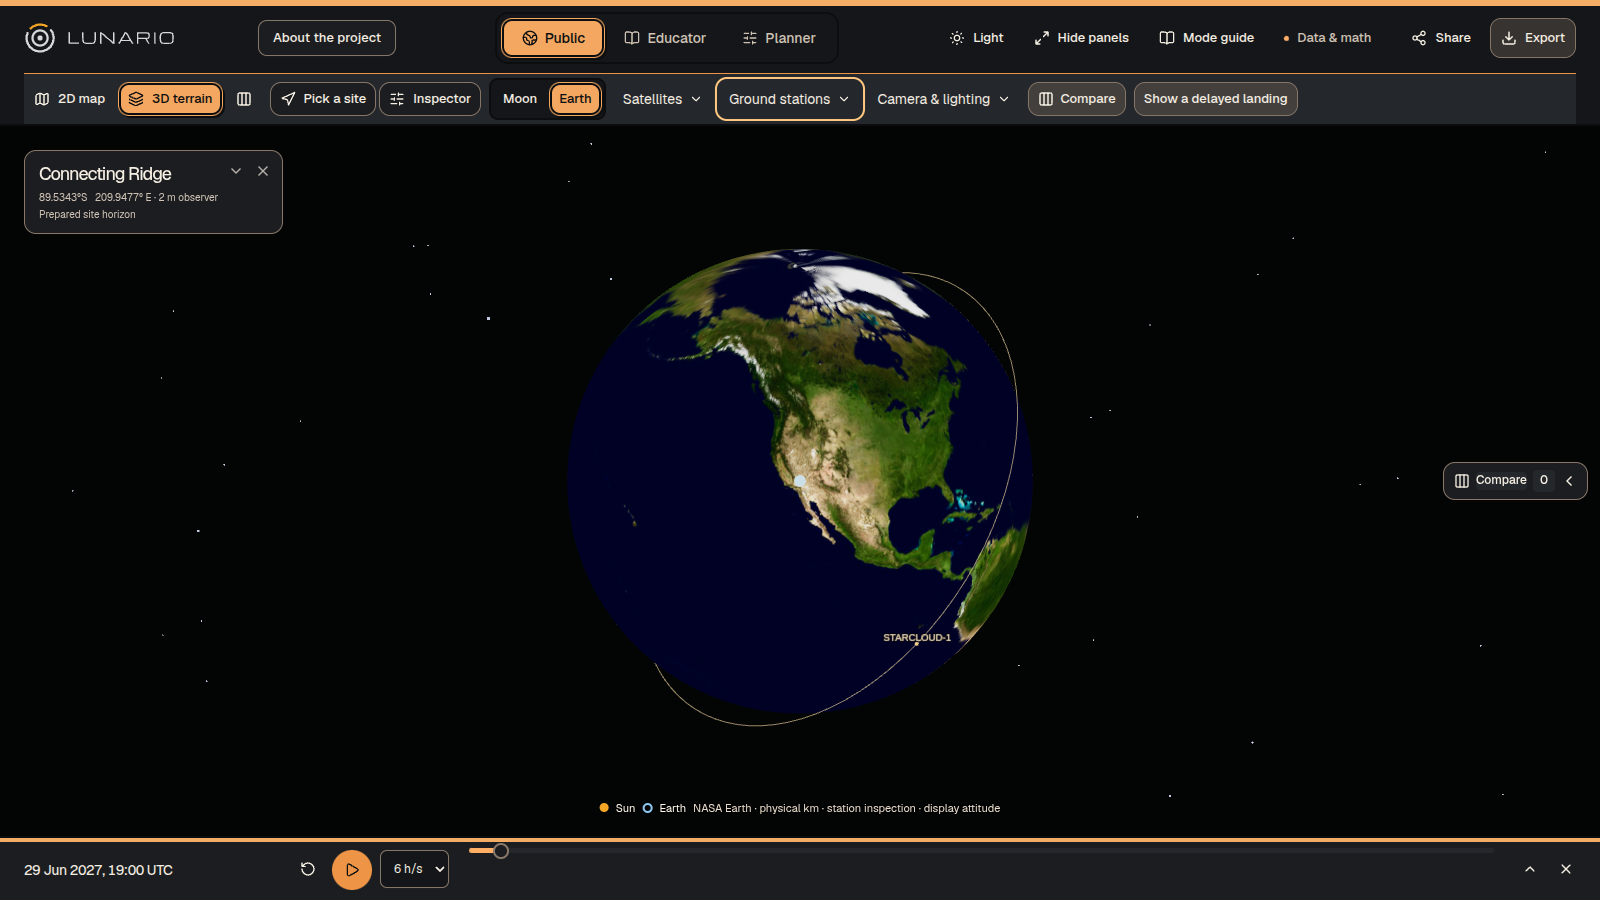 LUNARIO
About the project
Public
Educator
Planner
Light
Hide panels
Mode guide
Data & math
Share
Export
2D map
3D terrain
Pick a site
Inspector
Moon
Earth
Satellites
Ground stations
Camera & lighting
Compare
Show a delayed landing
Connecting Ridge
89.5343°S 209.9477° E · 2 m observer
Prepared site horizon
Compare 0
STARCLOUD-1
Sun Earth NASA Earth · physical km · station inspection · display attitude
29 Jun 2027, 19:00 UTC
6 h/s